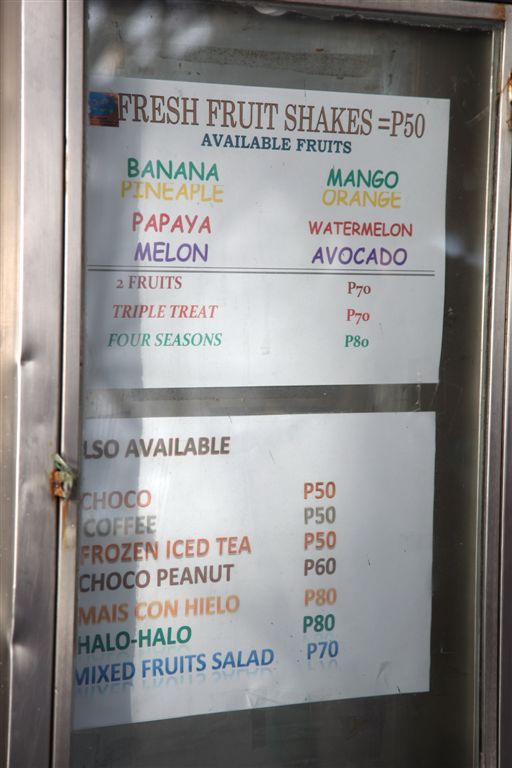 FRESH FRUIT SHAKES =P50
AVAILABLE FRUITS
BANANA MANGO
PINEAPLE ORANGE
PAPAYA WATERMELON
MELON AVOCADO
2 FRUITS P70
TRIPLE TREAT P70
FOUR SEASONS P80
LSO AVAILABLE
CHOCO P50
COFFEE P50
FROZEN ICED TEA P50
CHOCO PEANUT P60
MAIS CON HIELO P80
HALO-HALO P80
MIXED FRUITS SALAD P70